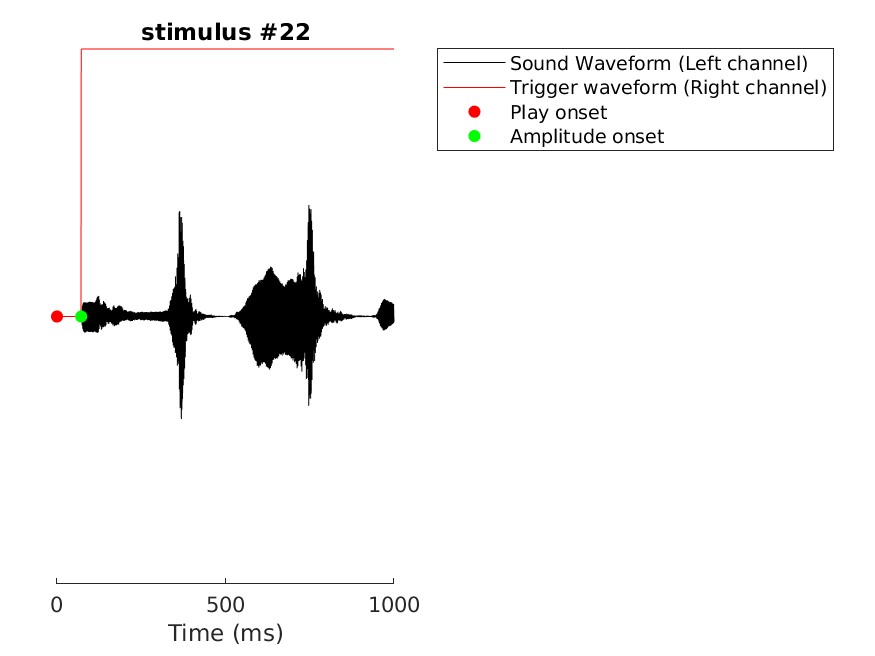 stimulus #22
Sound Waveform (Left channel)
Trigger waveform (Right channel)
Play onset
Amplitude onset
0 500 1000
Time (ms)